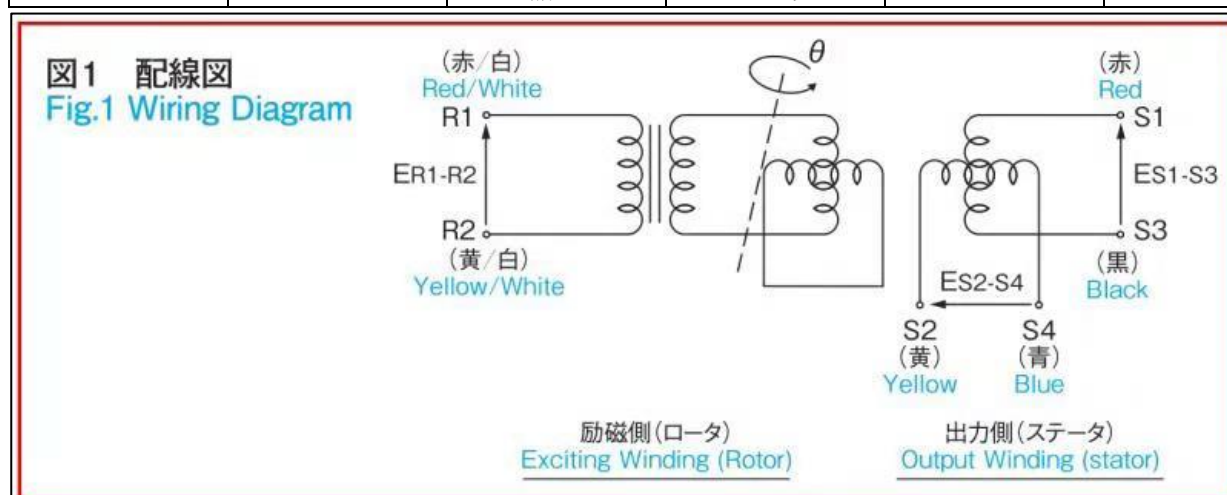 図1 配線図
Fig.1 Wiring Diagram
(赤/白)
Red/White
R1
ER1-R2
R2
(黄/白)
Yellow/White
θ
(赤)
Red
S1
ES1-S3
S3
(黒)
Black
ES2-S4
S2
(黄)
Yellow
S4
(青)
Blue
励磁側(ロータ)
Exciting Winding (Rotor)
出力側(ステータ)
Output Winding (stator)